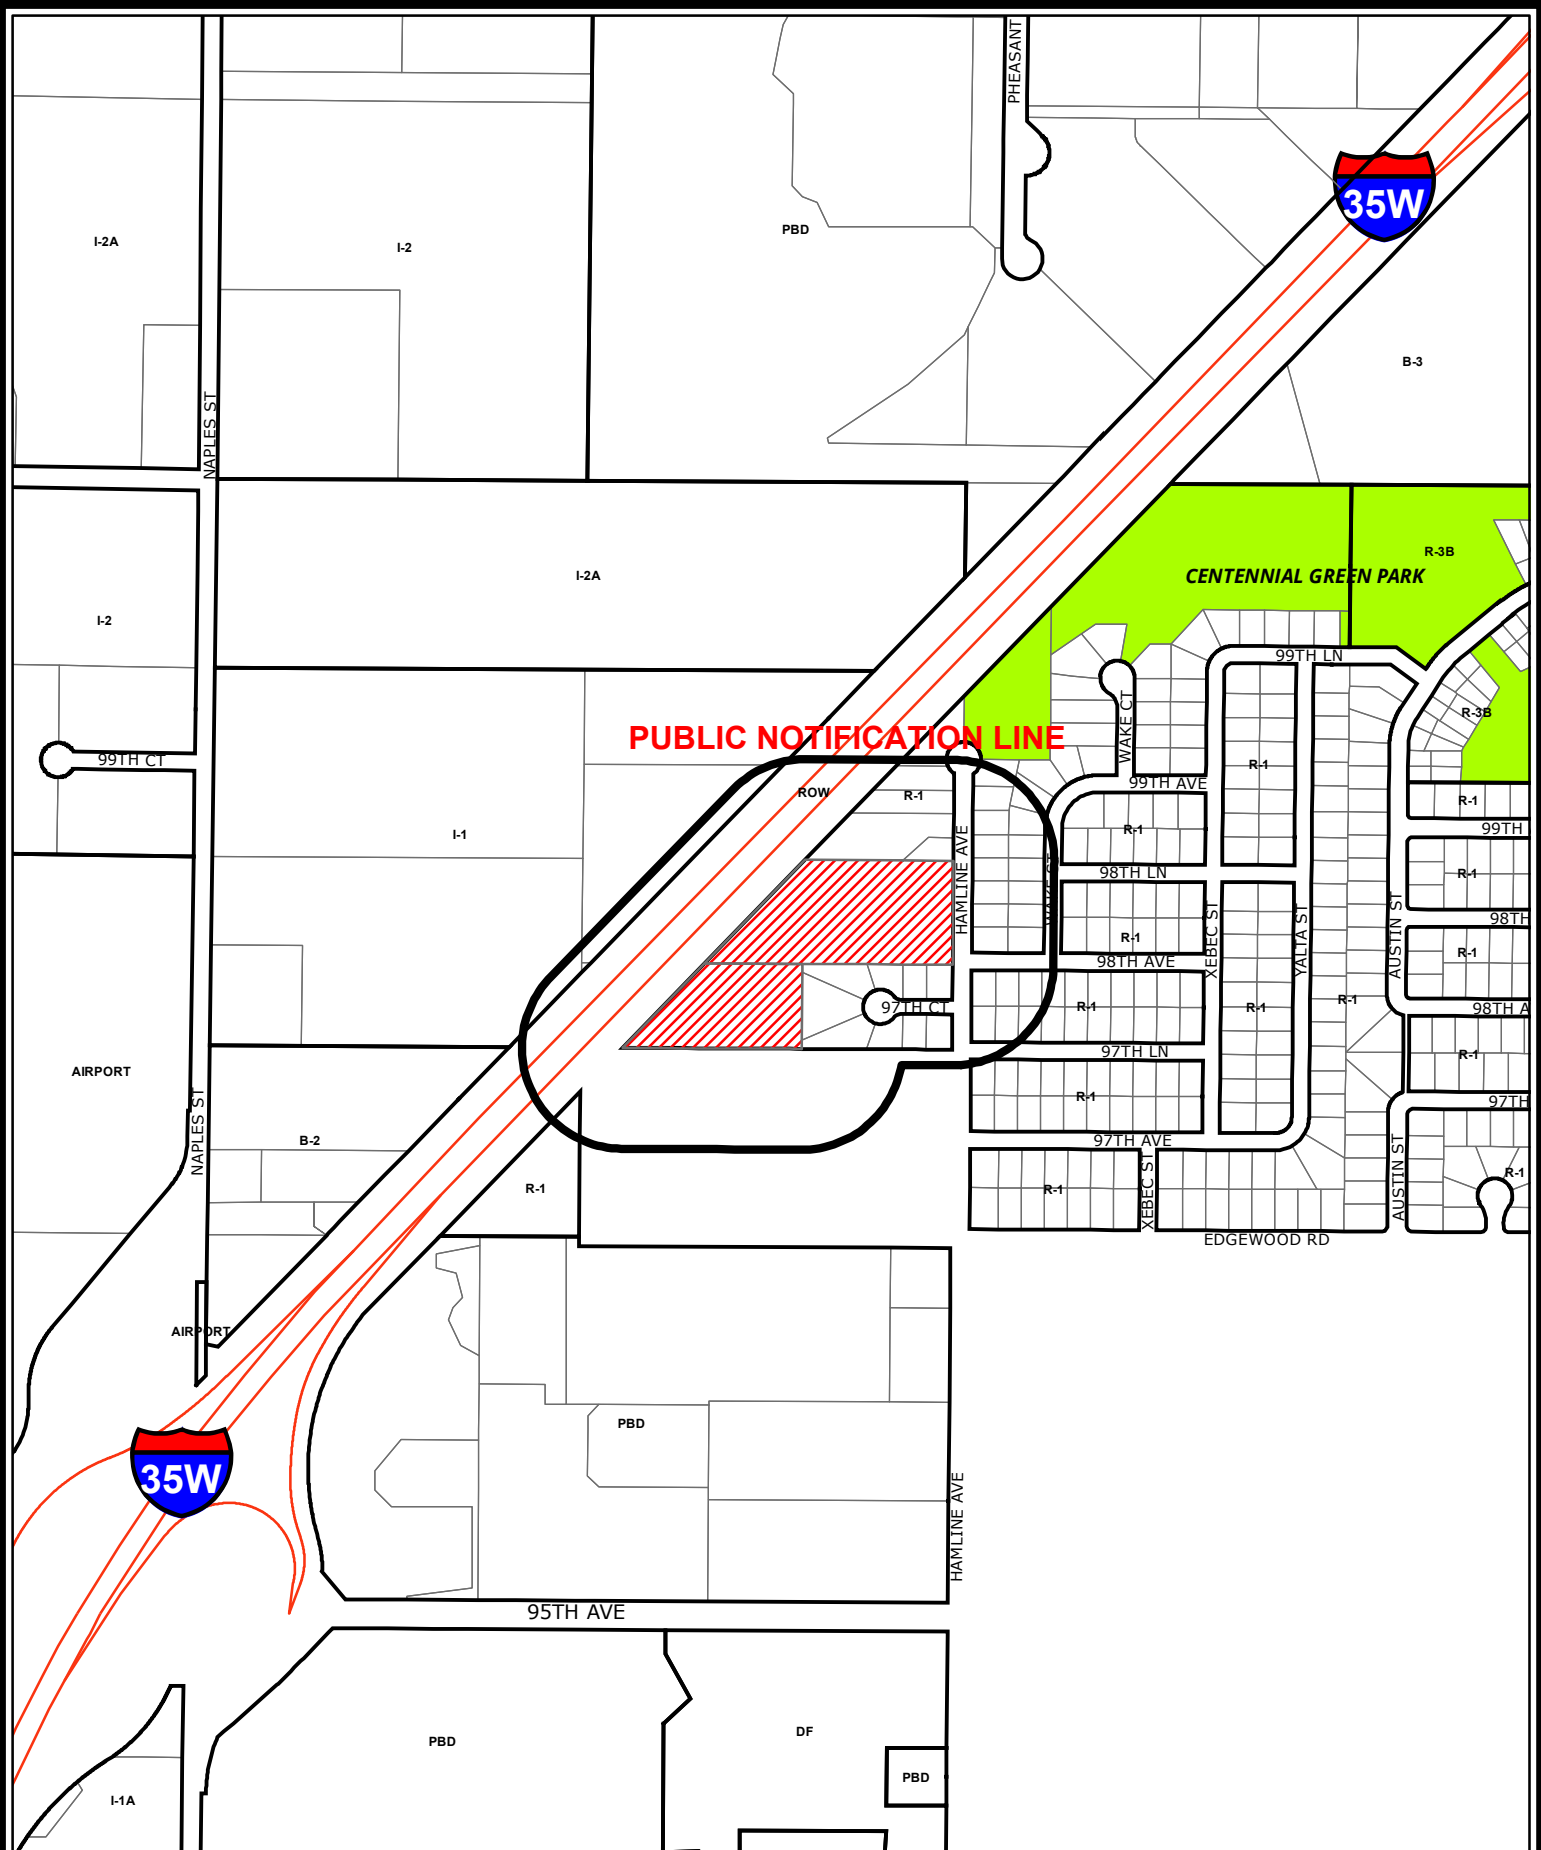 PHEASANT
35W
I-2A
I-2
PBD
B-3
NAPLES ST
R-3B
CENTENNIAL GREEN PARK
I-2A
I-2
99TH LN
R-3B
WAKE CT
PUBLIC NOTIFICATION LINE
99TH CT
R-1
99TH AVE
ROW
R-1
R-1
99TH
I-1
R-1
HAMLINE AVE
WAKE ST
98TH LN
R-1
98TH
XEBEC ST
YALTA ST
AUSTIN ST
R-1
R-1
98TH AVE
R-1
R-1
R-1
97TH CT
98TH A
97TH LN
R-1
AIRPORT
R-1
97TH
NAPLES ST
B-2
97TH AVE
R-1
R-1
XEBEC ST
AUSTIN ST
R-1
EDGEWOOD RD
AIRPORT
PBD
35W
HAMLINE AVE
95TH AVE
DF
PBD
PBD
I-1A